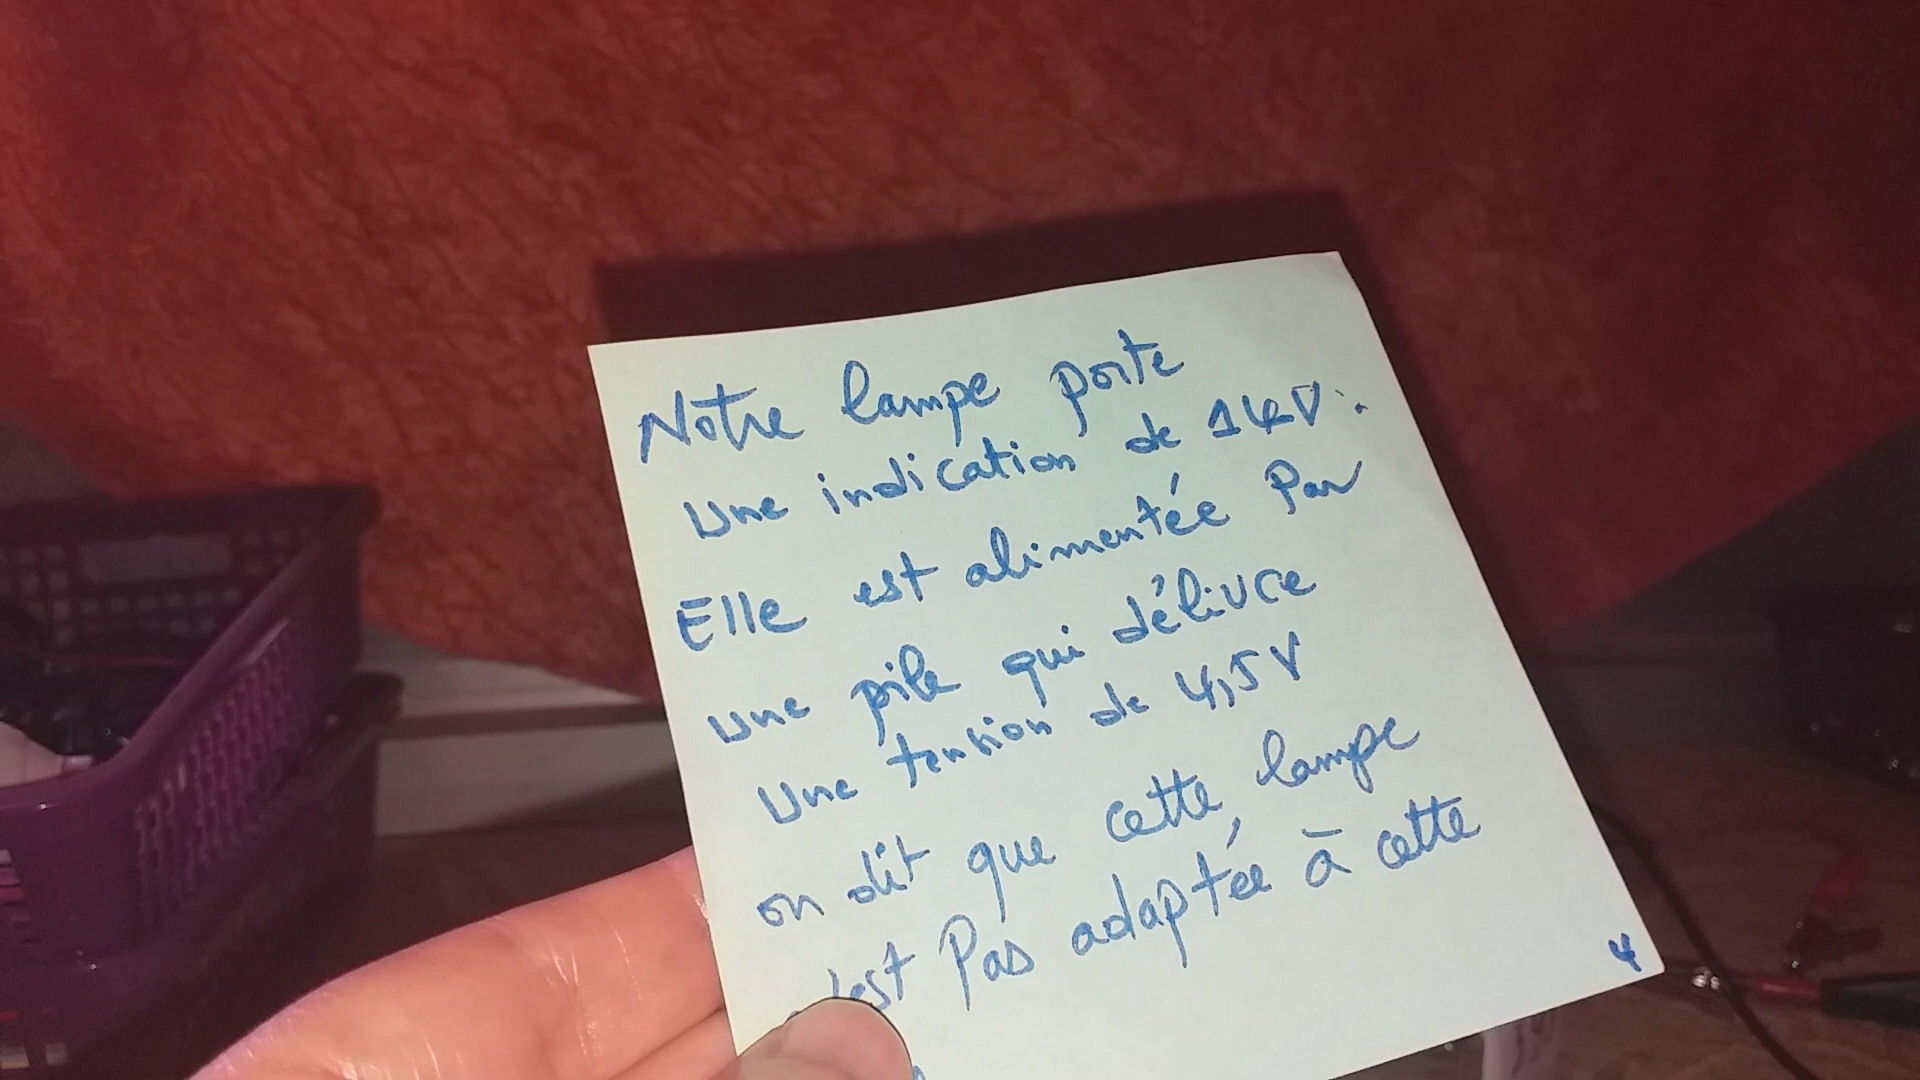 Notre lampe porte
une indication de 14V.
Elle est alimentée Par
une pile qui délivre
une tension de 4,5V
on dit que cette lampe
n'est Pas adaptée à cette
4